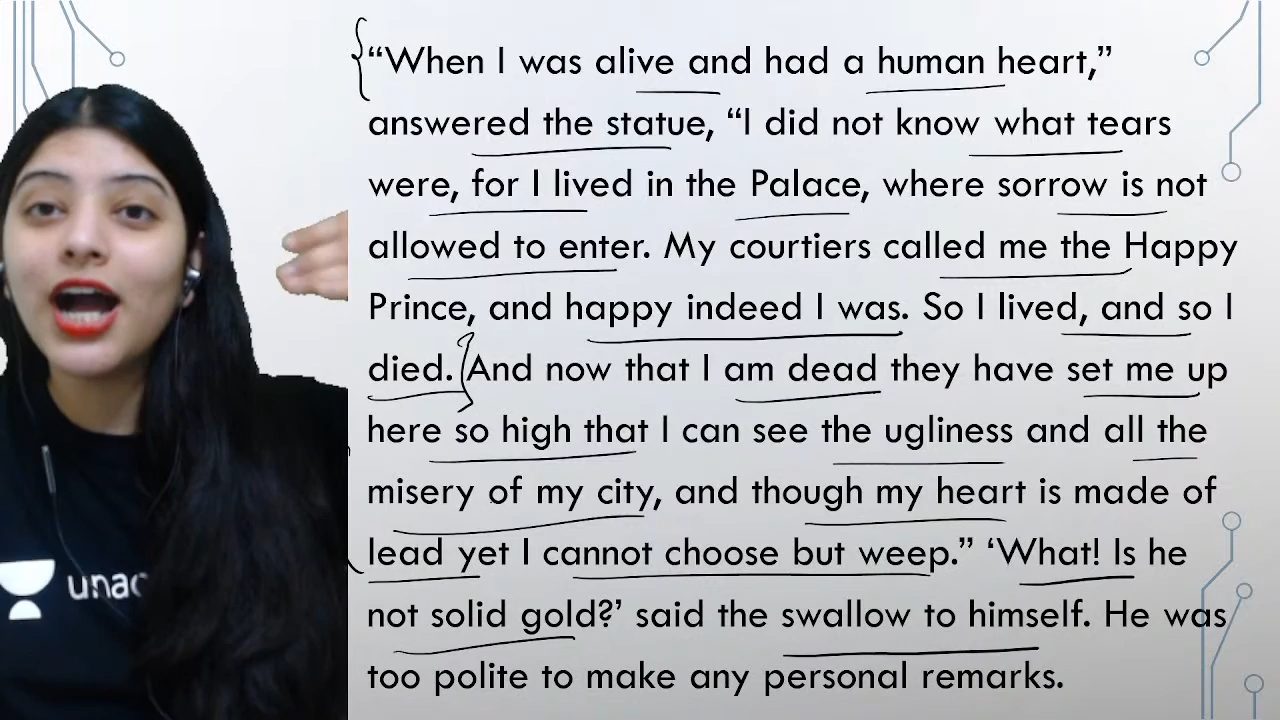 “When I was alive and had a human heart,”
answered the statue, “I did not know what tears
were, for I lived in the Palace, where sorrow is not
allowed to enter. My courtiers called me the Happy
Prince, and happy indeed I was. So I lived, and so I
died. And now that I am dead they have set me up
here so high that I can see the ugliness and all the
misery of my city, and though my heart is made of
lead yet I cannot choose but weep.” ‘What! Is he
not solid gold?’ said the swallow to himself. He was
too polite to make any personal remarks.
unac